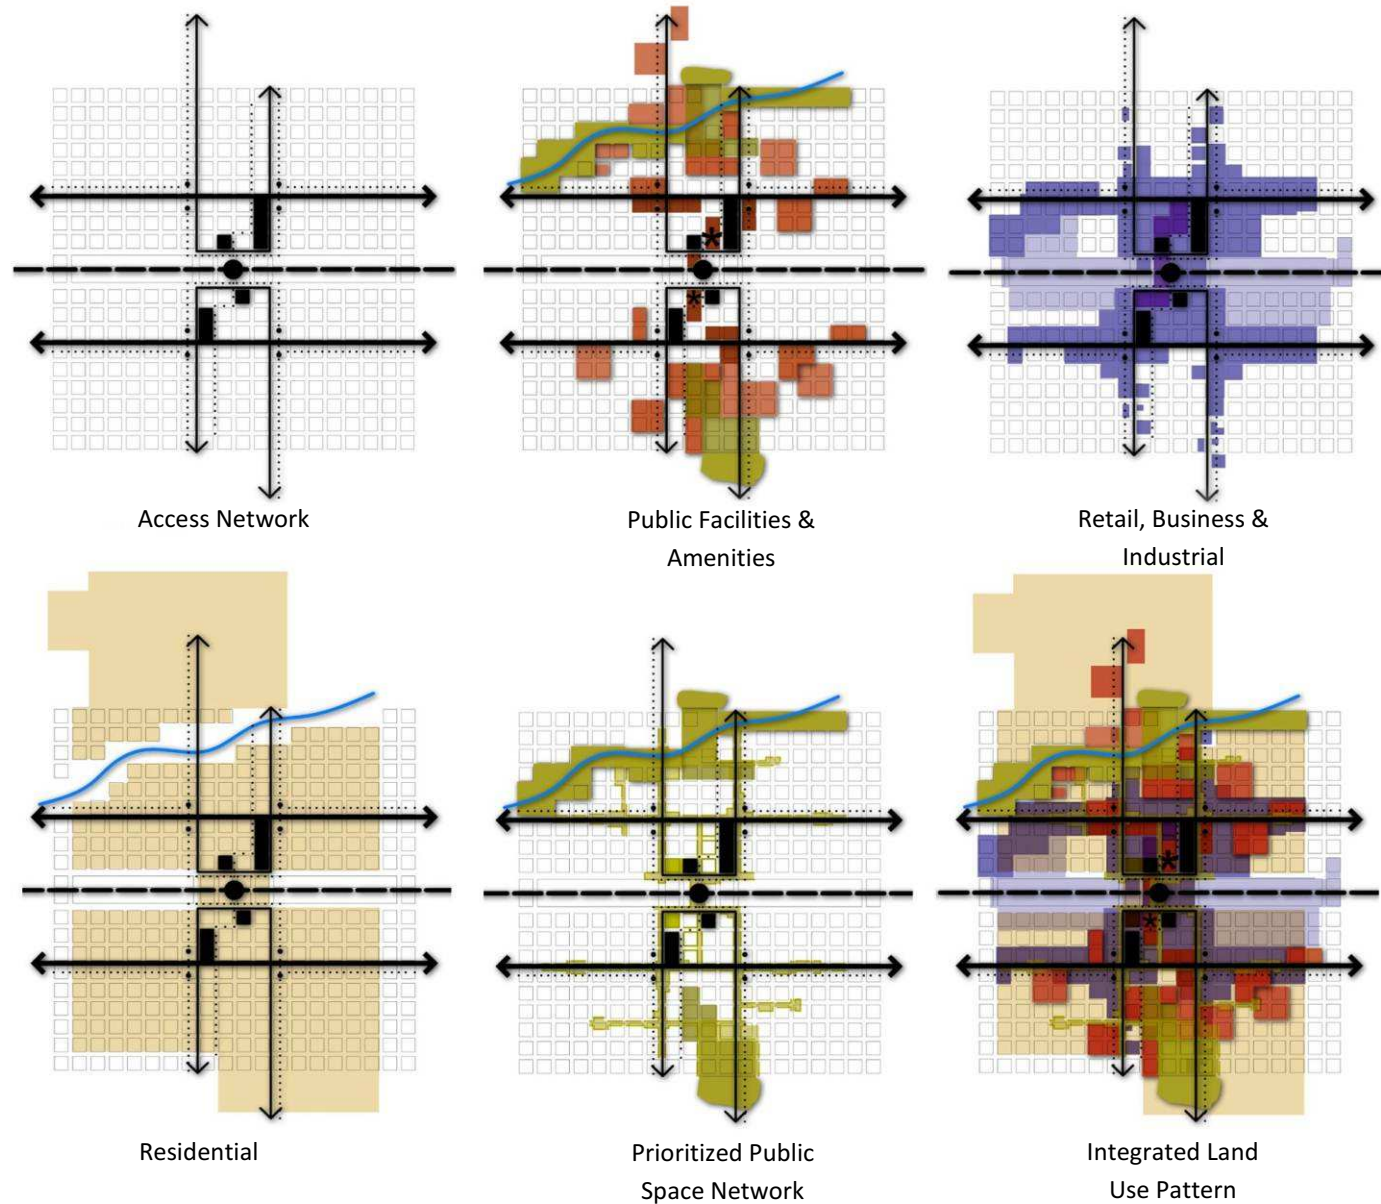 Access Network
Public Facilities &
Amenities
Retail, Business &
Industrial
Residential
Prioritized Public
Space Network
Integrated Land
Use Pattern